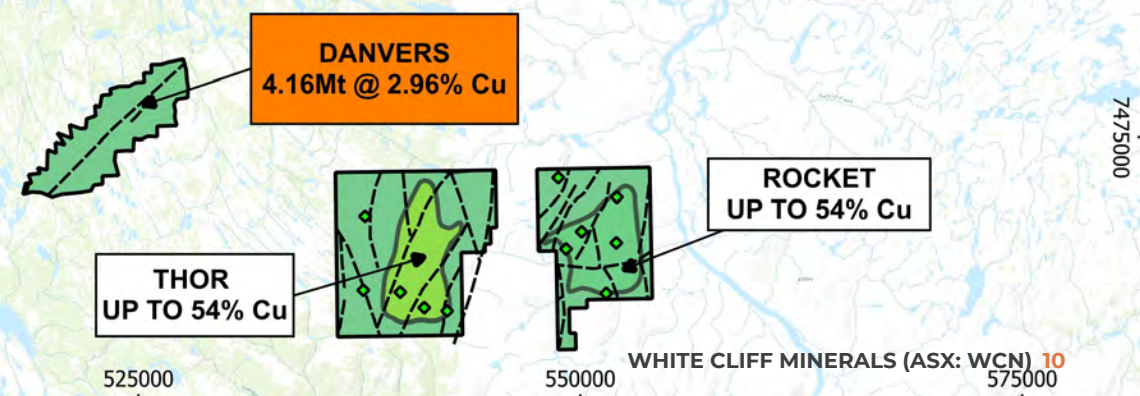 DANVERS
4.16Mt @ 2.96% Cu
7475000
ROCKET
UP TO 54% Cu
THOR
UP TO 54% Cu
WHITE CLIFF MINERALS (ASX: WCN) 10
525000
550000
575000